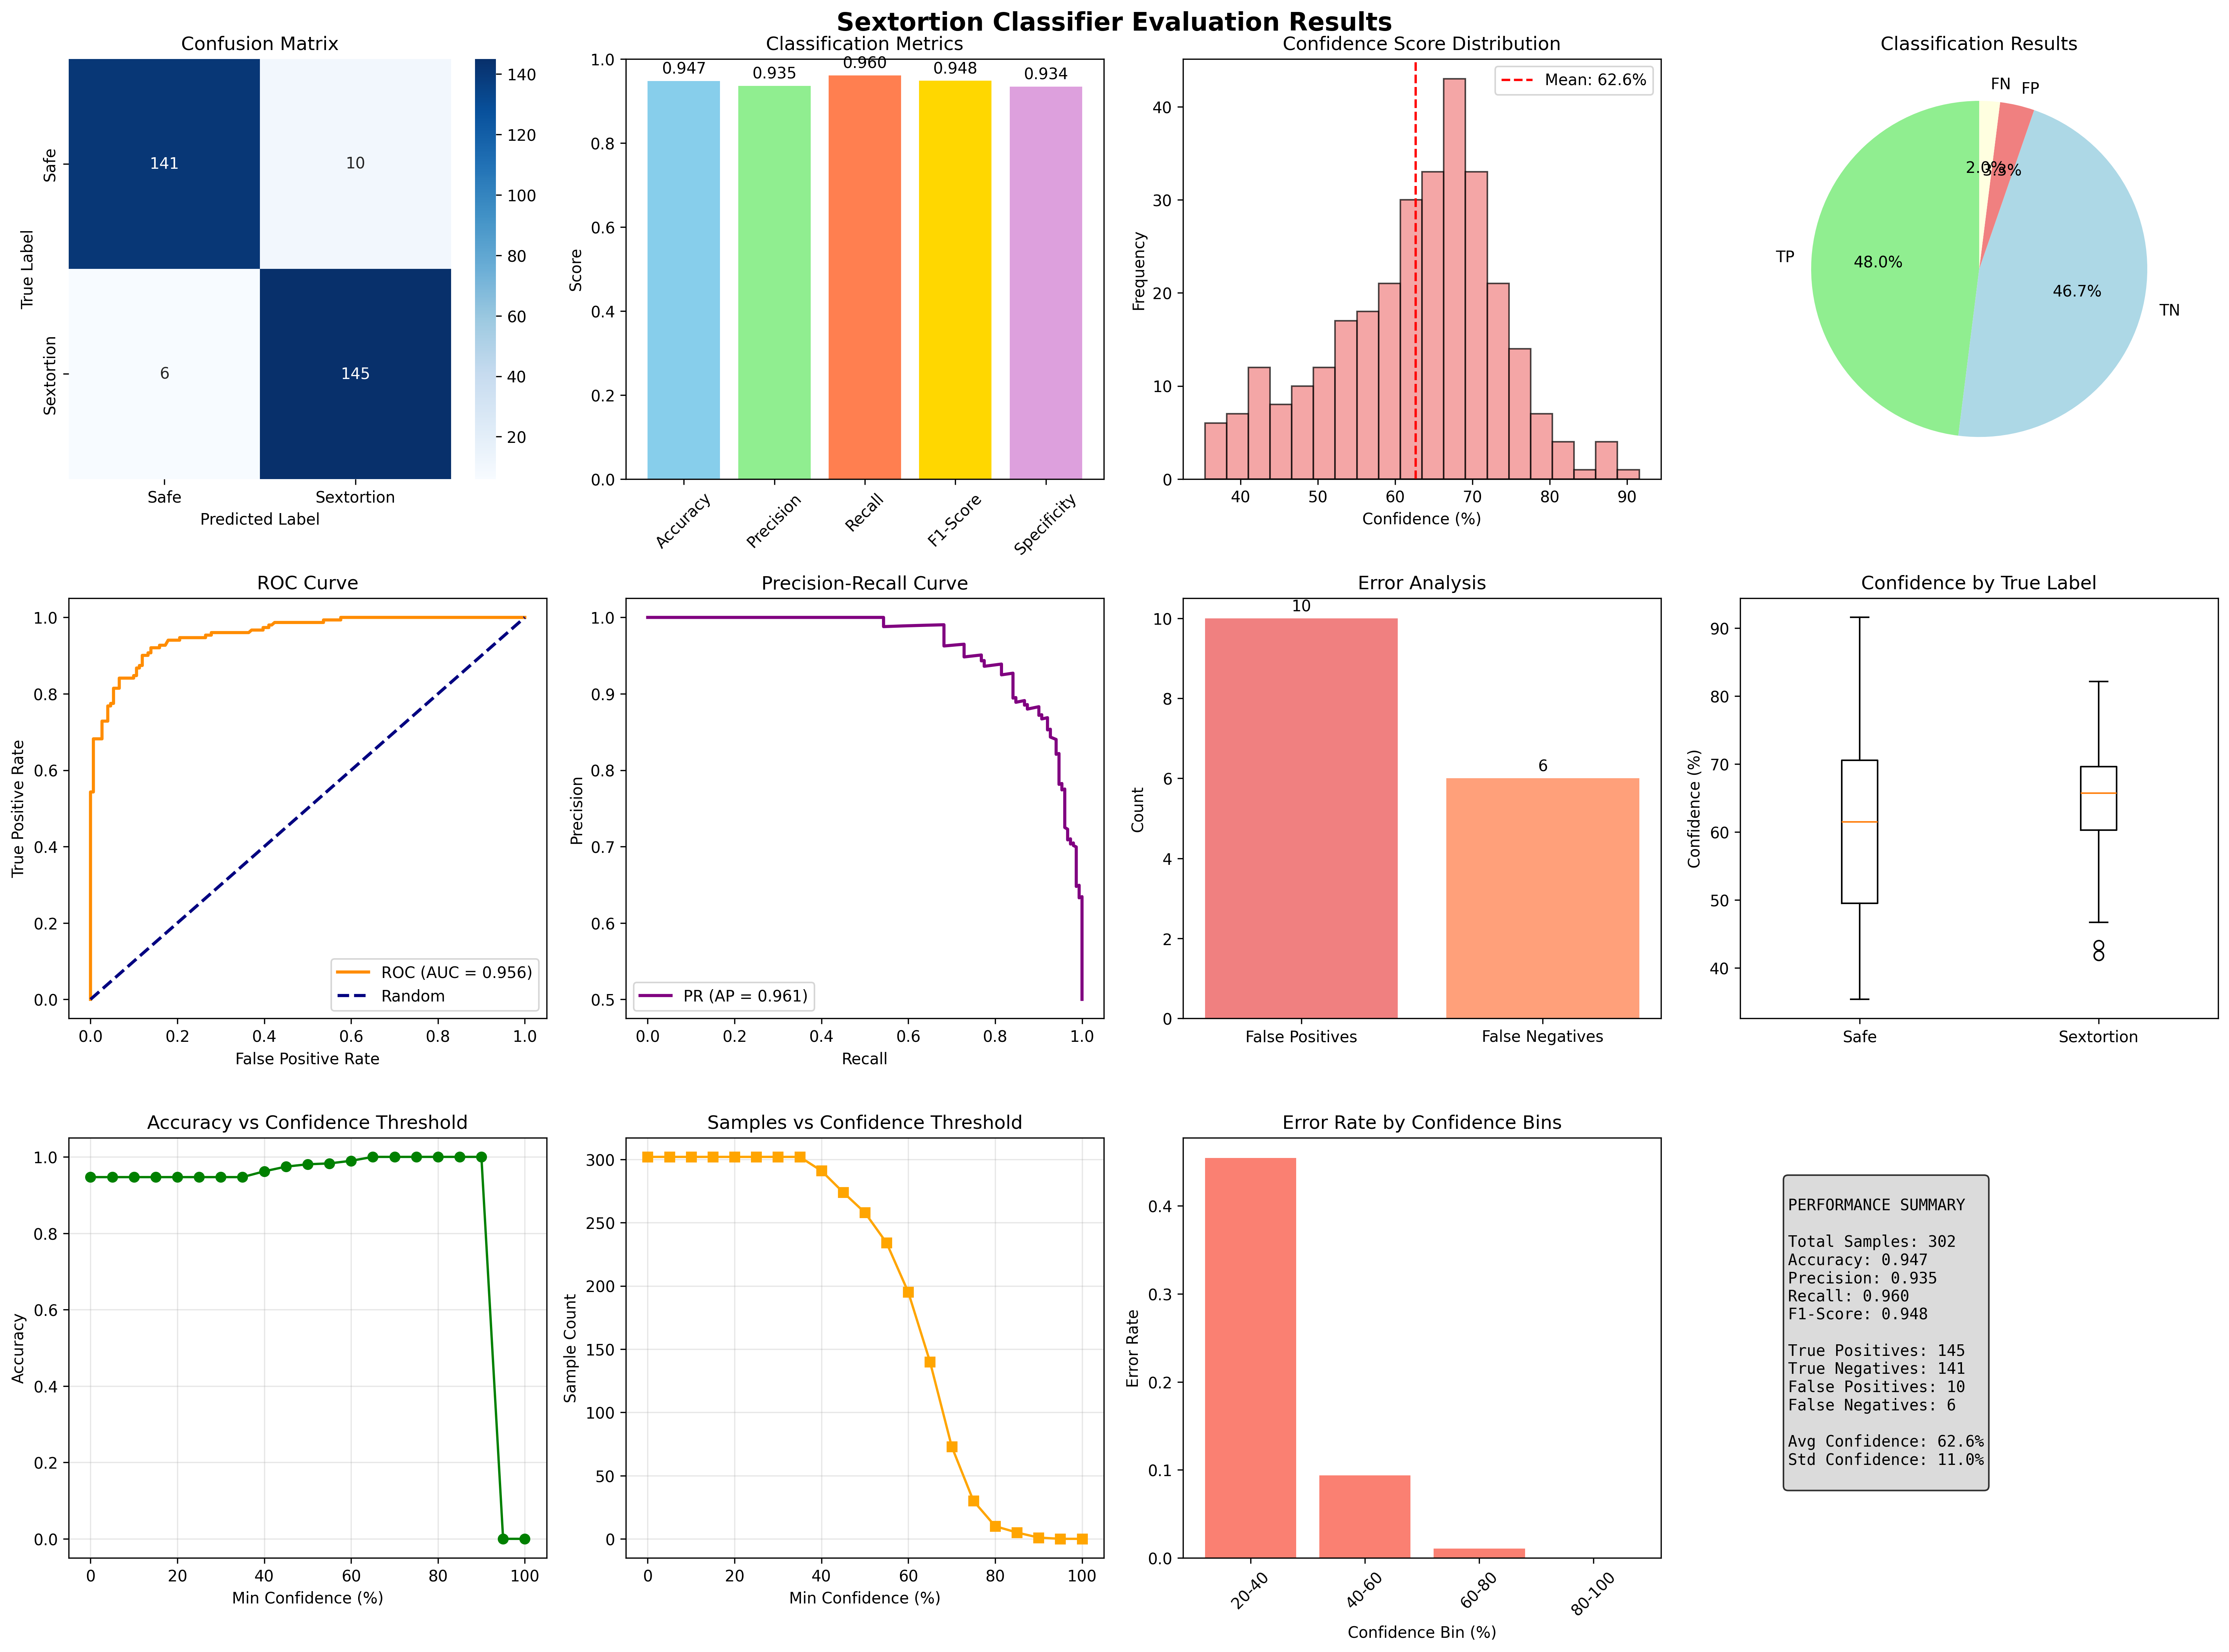 Sextortion Classifier Evaluation Results
Confusion Matrix
True Label
Safe
Sextortion
141
10
6
145
Safe
Sextortion
Predicted Label
140
120
100
80
60
40
20
Classification Metrics
Score
1.0
0.8
0.6
0.4
0.2
0.0
0.947
0.935
0.960
0.948
0.934
Accuracy
Precision
Recall
F1-Score
Specificity
Confidence Score Distribution
Mean: 62.6%
Frequency
40
30
20
10
0
40
50
60
70
80
90
Confidence (%)
Classification Results
FN
FP
2.0%
3.3%
TP
48.0%
46.7%
TN
ROC Curve
True Positive Rate
1.0
0.8
0.6
0.4
0.2
0.0
ROC (AUC = 0.956)
Random
0.0
0.2
0.4
0.6
0.8
1.0
False Positive Rate
Precision-Recall Curve
Precision
1.0
0.9
0.8
0.7
0.6
0.5
PR (AP = 0.961)
0.0
0.2
0.4
0.6
0.8
1.0
Recall
Error Analysis
Count
10
8
6
4
2
0
10
6
False Positives
False Negatives
Confidence by True Label
Confidence (%)
90
80
70
60
50
40
Safe
Sextortion
Accuracy vs Confidence Threshold
Accuracy
1.0
0.8
0.6
0.4
0.2
0.0
0
20
40
60
80
100
Min Confidence (%)
Samples vs Confidence Threshold
Sample Count
300
250
200
150
100
50
0
0
20
40
60
80
100
Min Confidence (%)
Error Rate by Confidence Bins
Error Rate
0.4
0.3
0.2
0.1
0.0
20-40
40-60
60-80
80-100
Confidence Bin (%)
PERFORMANCE SUMMARY
Total Samples: 302
Accuracy: 0.947
Precision: 0.935
Recall: 0.960
F1-Score: 0.948
True Positives: 145
True Negatives: 141
False Positives: 10
False Negatives: 6
Avg Confidence: 62.6%
Std Confidence: 11.0%